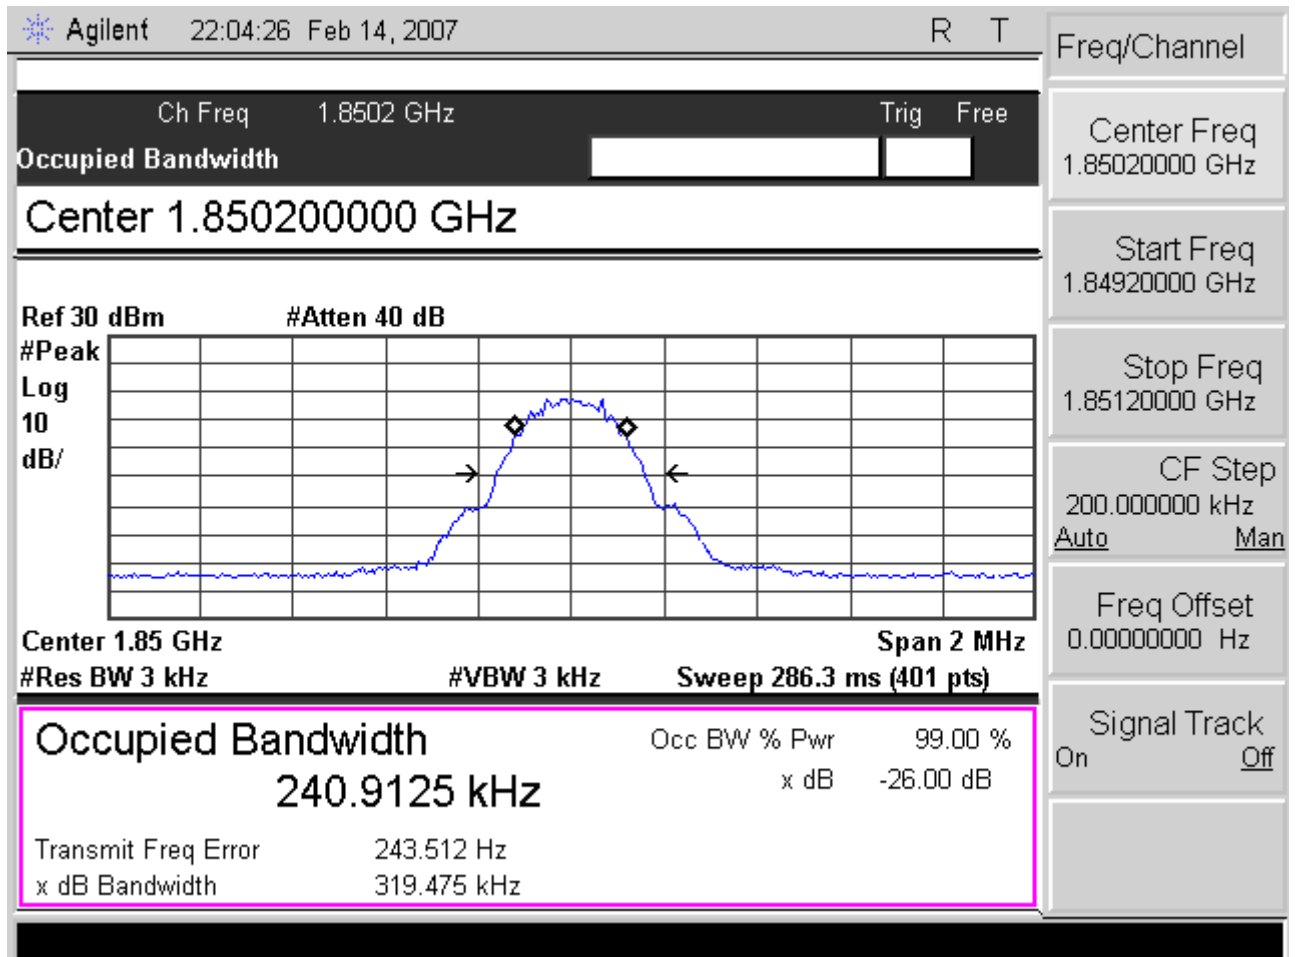 Agilent 22:04:26 Feb 14, 2007 R T
Freq/Channel
Ch Freq 1.8502 GHz Trig Free
Occupied Bandwidth
Center 1.850200000 GHz
Ref 30 dBm #Atten 40 dB
#Peak
Log
10
dB/
Center 1.85 GHz Span 2 MHz
#Res BW 3 kHz #VBW 3 kHz Sweep 286.3 ms (401 pts)
Occupied Bandwidth
240.9125 kHz
Occ BW % Pwr 99.00 %
x dB -26.00 dB
Transmit Freq Error 243.512 Hz
x dB Bandwidth 319.475 kHz
Center Freq
1.85020000 GHz
Start Freq
1.84920000 GHz
Stop Freq
1.85120000 GHz
CF Step
200.000000 kHz
Auto Man
Freq Offset
0.00000000 Hz
Signal Track
On Off